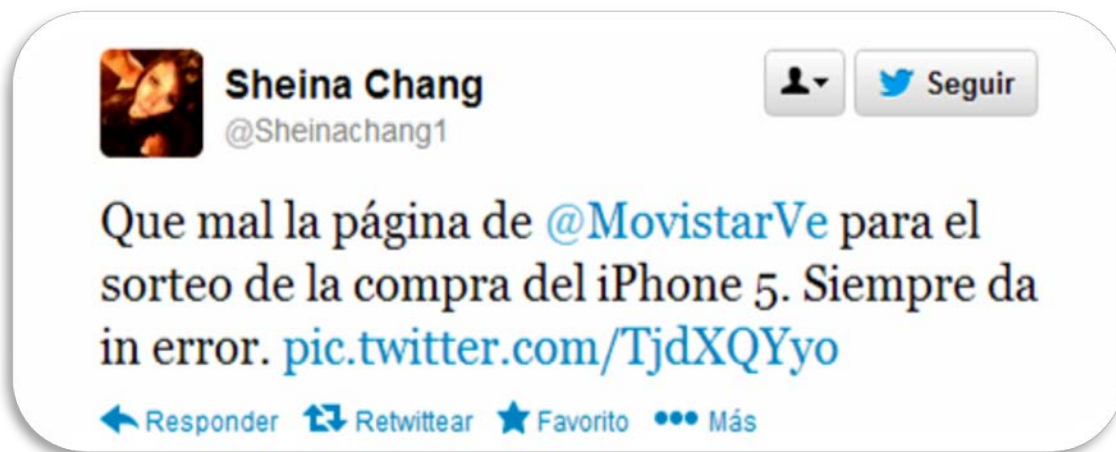 Sheina Chang
Seguir
@Sheinachang1
Que mal la página de @MovistarVe para el
sorteo de la compra del iPhone 5. Siempre da
in error. pic.twitter.com/TjdXQYyo
Responder Retwittear Favorito Más